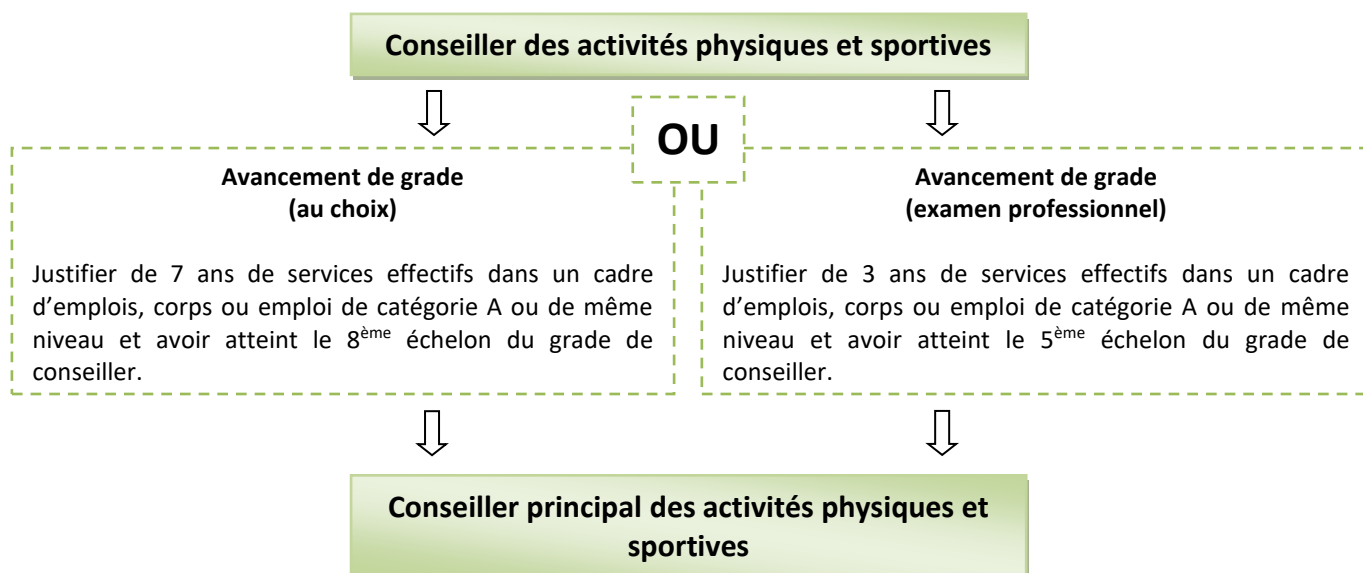 Conseiller des activités physiques et sportives
OU
Avancement de grade
(au choix)
Justifier de 7 ans de services effectifs dans un cadre
d’emplois, corps ou emploi de catégorie A ou de même
niveau et avoir atteint le 8ème échelon du grade de
conseiller.
Avancement de grade
(examen professionnel)
Justifier de 3 ans de services effectifs dans un cadre
d’emplois, corps ou emploi de catégorie A ou de même
niveau et avoir atteint le 5ème échelon du grade de
conseiller.
Conseiller principal des activités physiques et
sportives